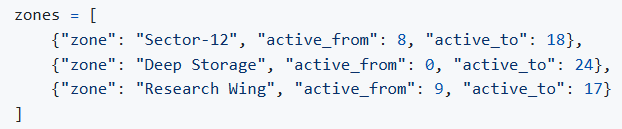 zones = [
    {"zone": "Sector-12", "active_from": 8, "active_to": 18},
    {"zone": "Deep Storage", "active_from": 0, "active_to": 24},
    {"zone": "Research Wing", "active_from": 9, "active_to": 17}
]